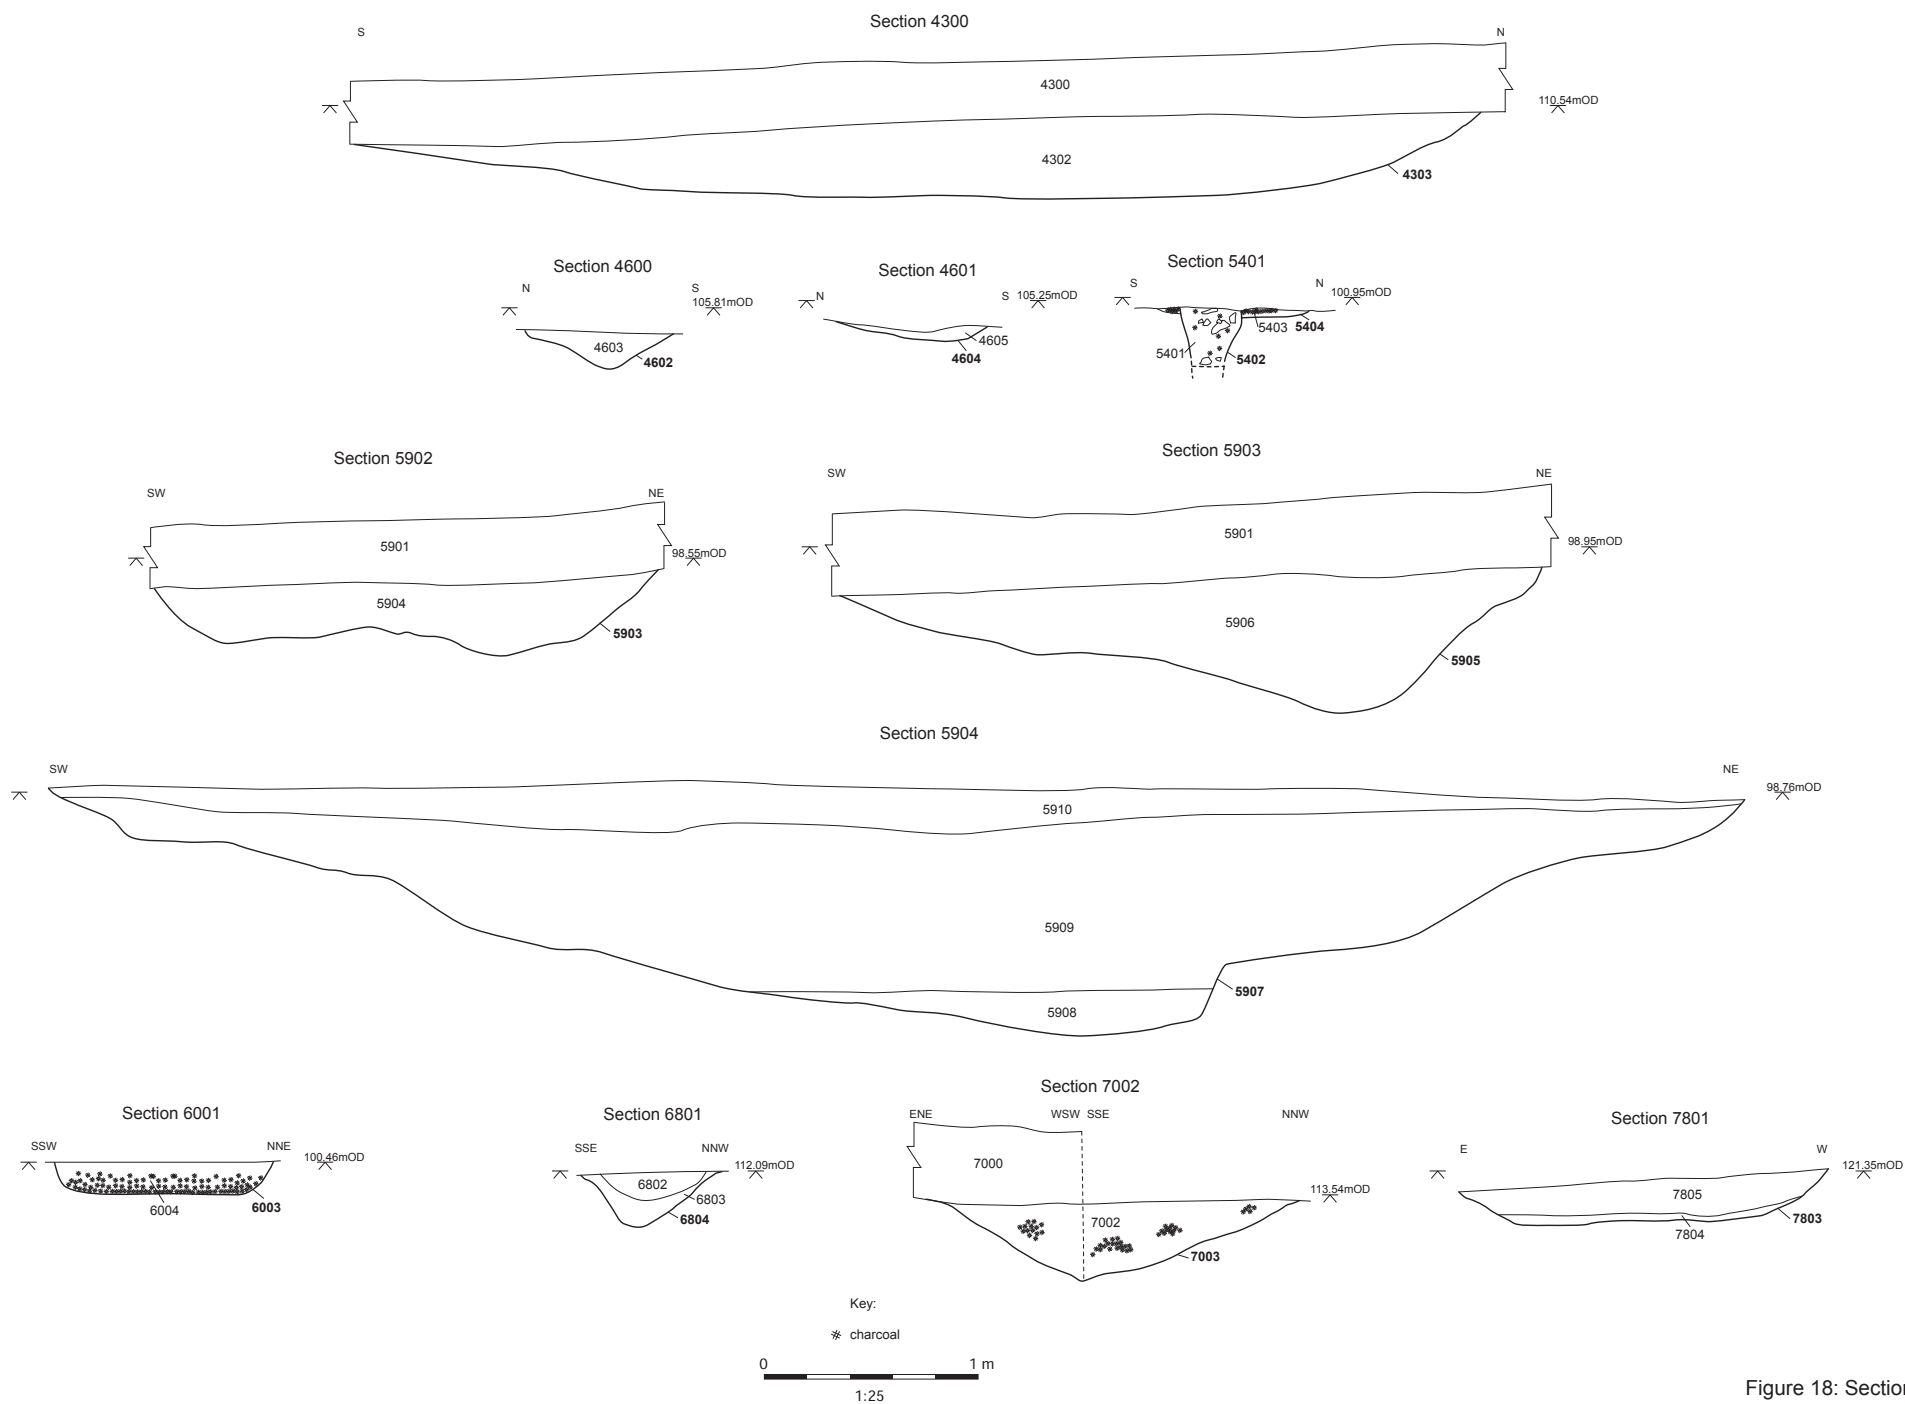 Section 4300
S N
4300
110.54mOD
4302
4303
Section 4600
N S
105.81mOD
4603
4602
Section 4601
N S 105.25mOD
4605
4604
Section 5401
S N
100.95mOD
5403 5404
5401 5402
Section 5902
SW NE
5901
98.55mOD
5904
5903
Section 5903
SW NE
5901
98.95mOD
5906
5905
Section 5904
SW NE
98.76mOD
5910
5909
5907
5908
Section 6001
SSW NNE
100.46mOD
6004 6003
Section 6801
SSE NNW
112.09mOD
6802
6803
6804
Section 7002
ENE WSW SSE NNW
7000
113.54mOD
7002
7003
Section 7801
E W
121.35mOD
7805
7803
7804
Key:
charcoal
0 1 m
1:25
Figure 18: Section